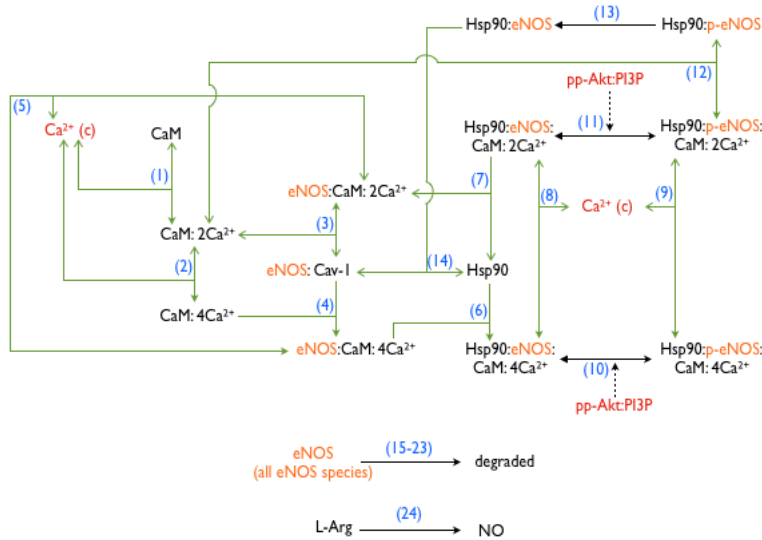 (13)
Hsp90:eNOS
Hsp90:p-eNOS
(12)
pp-Akt:PI3P
(5)
Ca²⁺ (c)
CaM
(11)
Hsp90:eNOS:
CaM: 2Ca²⁺
Hsp90:p-eNOS:
CaM: 2Ca²⁺
(1)
eNOS:CaM: 2Ca²⁺
(7)
(8)
Ca²⁺ (c)
(9)
(3)
CaM: 2Ca²⁺
(2)
eNOS: Cav-1
(14)
Hsp90
(4)
CaM: 4Ca²⁺
(6)
eNOS:CaM: 4Ca²⁺
Hsp90:eNOS:
CaM: 4Ca²⁺
(10)
Hsp90:p-eNOS:
CaM: 4Ca²⁺
pp-Akt:PI3P
eNOS
(all eNOS species)
(15-23)
degraded
L-Arg
(24)
NO